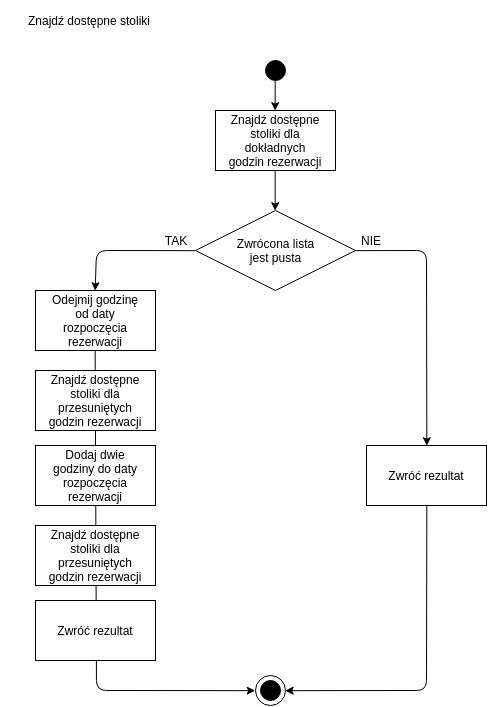 Znajdź dostępne stoliki
Znajdź dostępne
stoliki dla
dokładnych
godzin rezerwacji
Zwrócona lista
jest pusta
TAK
NIE
Odejmij godzinę
od daty
rozpoczęcia
rezerwacji
Znajdź dostępne
stoliki dla
przesuniętych
godzin rezerwacji
Dodaj dwie
godziny do daty
rozpoczęcia
rezerwacji
Znajdź dostępne
stoliki dla
przesuniętych
godzin rezerwacji
Zwróć rezultat
Zwróć rezultat